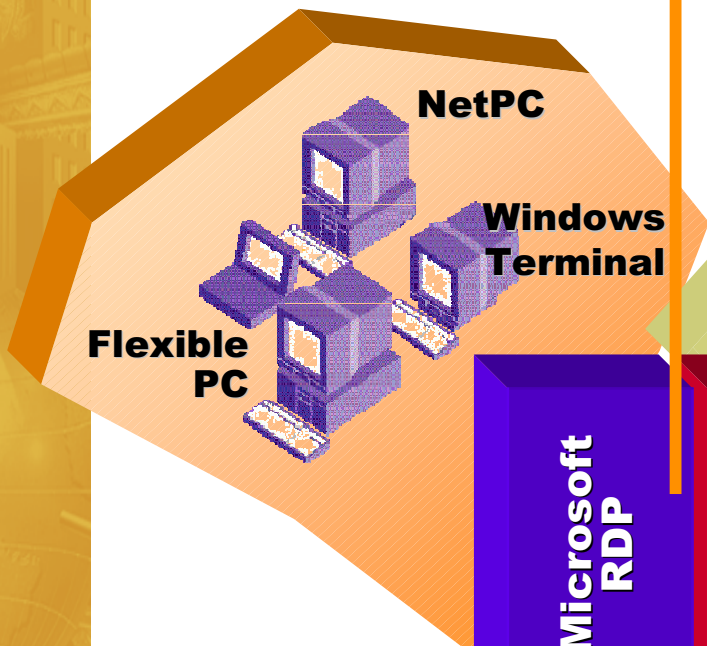 NetPC
Windows
Terminal
Flexible
PC
Microsoft
RDP